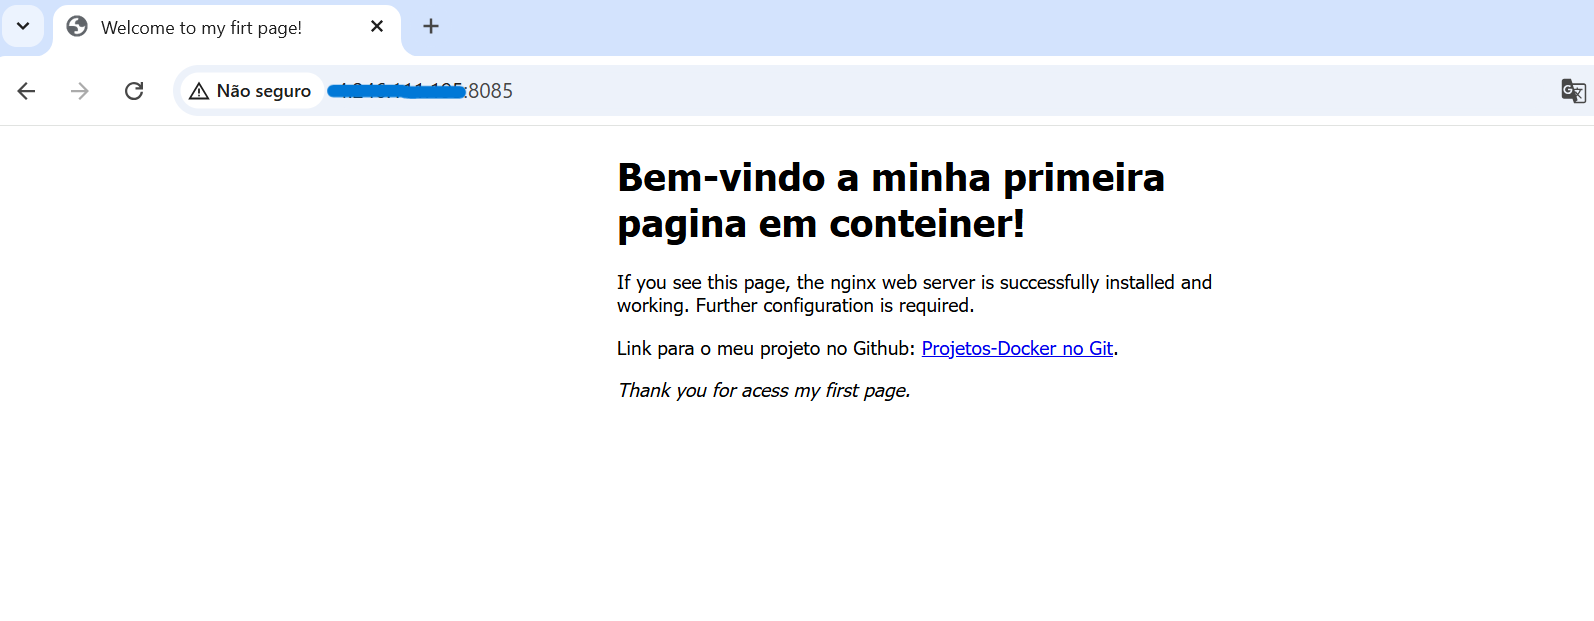 Welcome to my firt page!
Não seguro :8085
Bem-vindo a minha primeira
pagina em conteiner!
If you see this page, the nginx web server is successfully installed and
working. Further configuration is required.
Link para o meu projeto no Github: Projetos-Docker no Git.
Thank you for acess my first page.